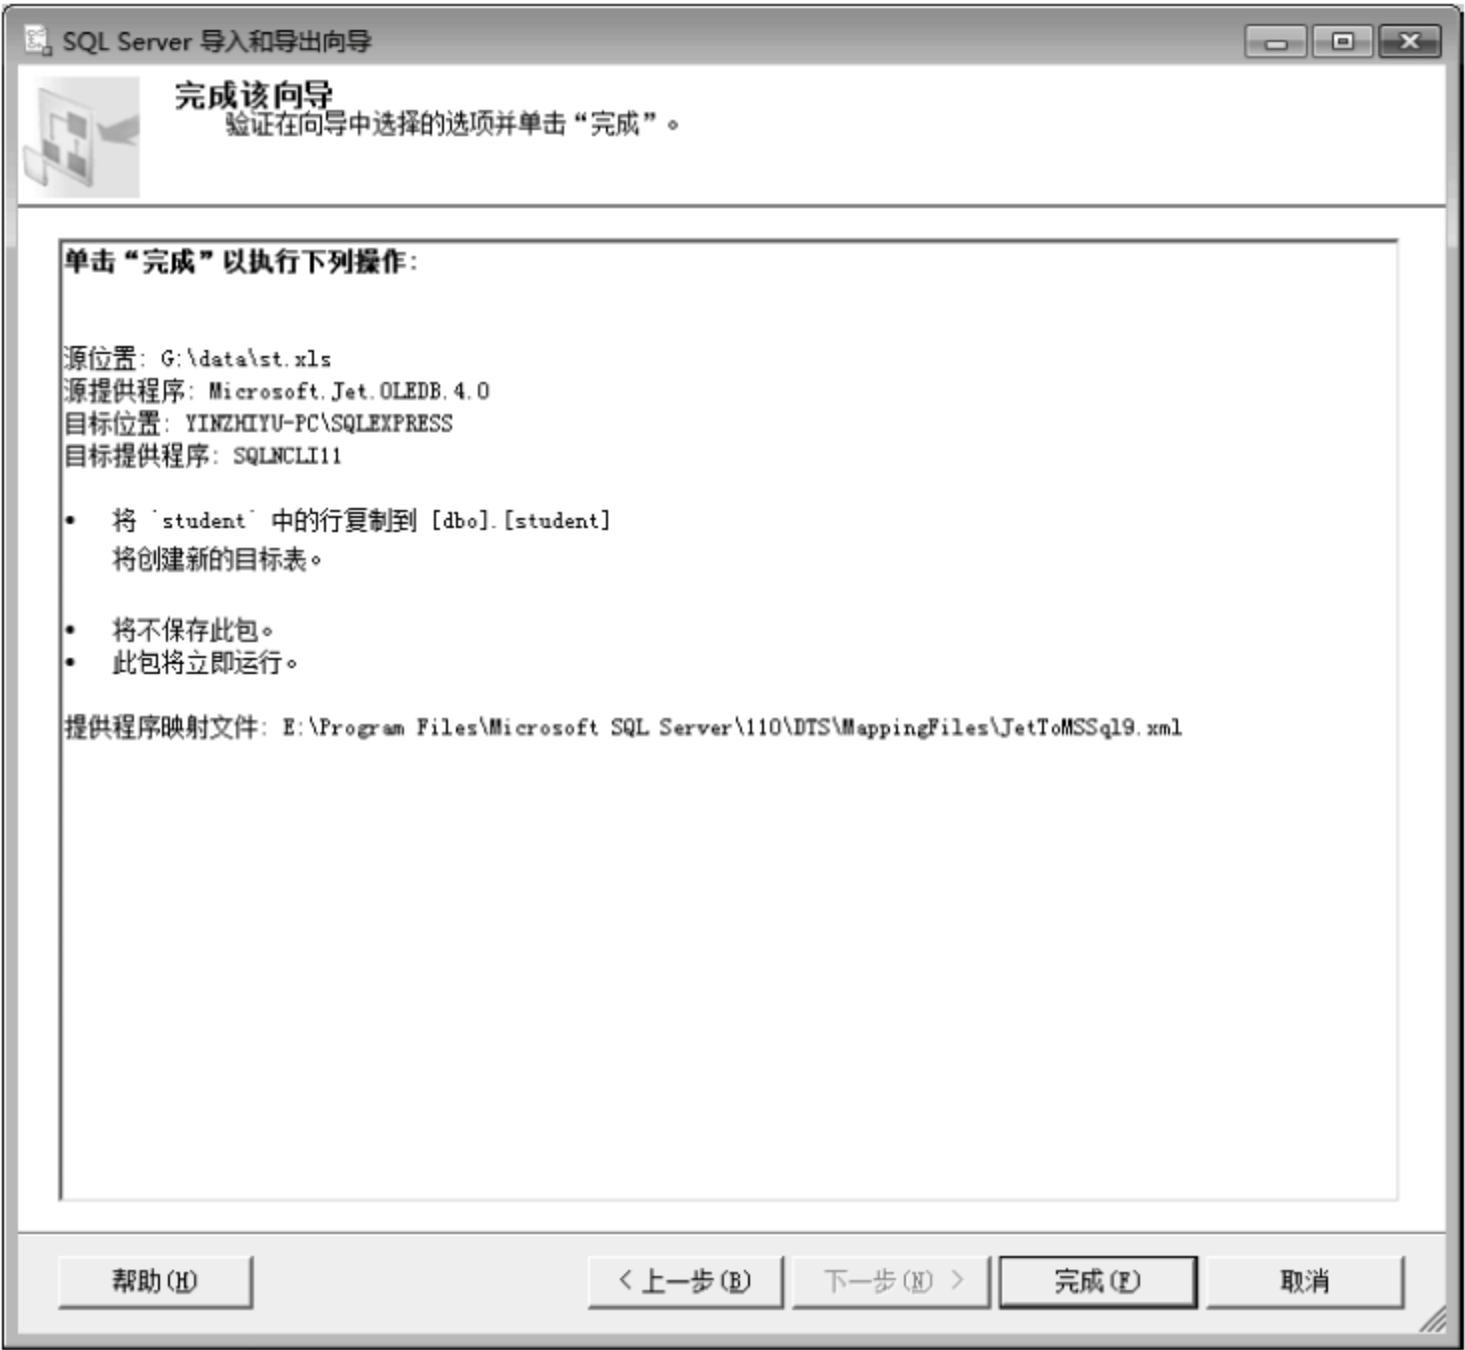 SQL Server 导入和导出向导
完成该向导
验证在向导中选择的选项并单击“完成”。
单击“完成”以执行下列操作:
源位置: G:\data\st.xls
源提供程序: Microsoft.Jet.OLEDB.4.0
目标位置: YINZHIYU-PC\SQLEXPRESS
目标提供程序: SQLNCLI11
• 将 `student` 中的行复制到 [dbo].[student]
将创建新的目标表。
• 将不保存此包。
• 此包将立即运行。
提供程序映射文件: E:\Program Files\Microsoft SQL Server\110\DTS\MappingFiles\JetToMSSql9.xml
帮助(H) < 上一步(B) 下一步(N) > 完成(F) 取消